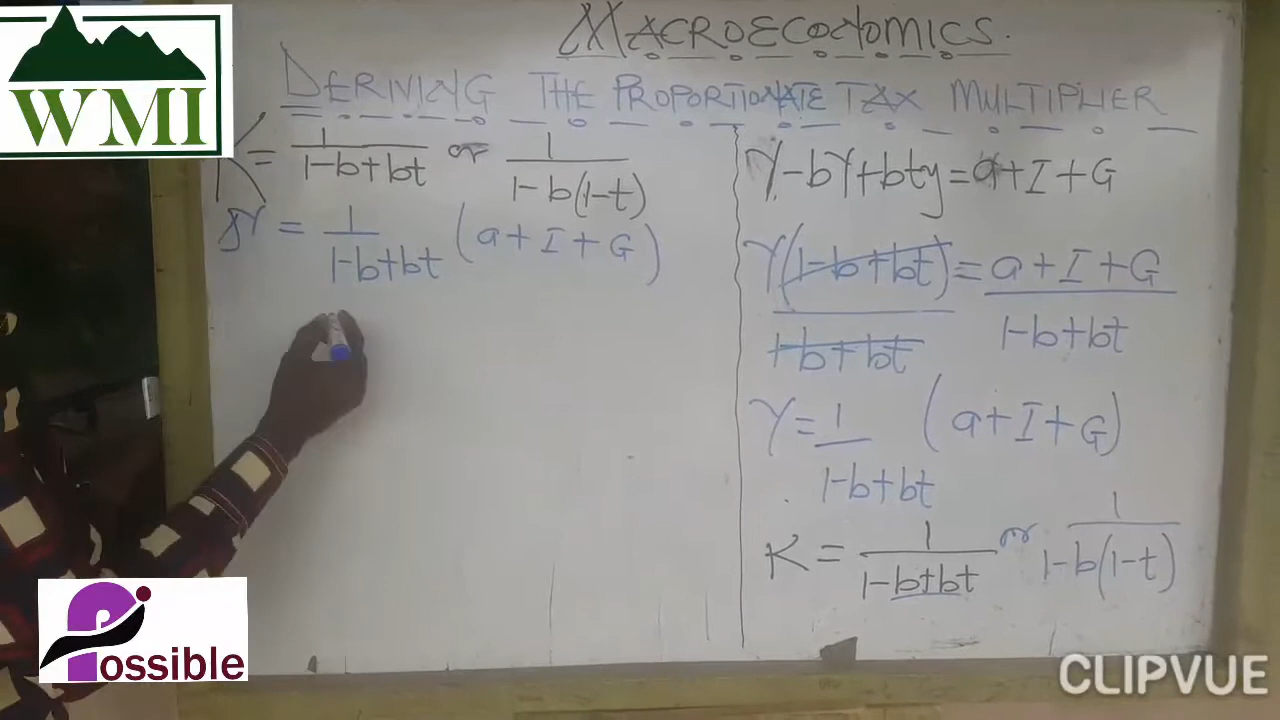 WMI
MACROECONOMICS.
DERIVING THE PROPORTIONATE TAX MULTIPLIER
K = 1/1-b+bt or 1/1-b(1-t)
Y = 1/1-b+bt (a+I+G)
Y-bY+bty=a+I+G
Y(1-b+bt)/1-b+bt = a+I+G/1-b+bt
Y = 1/1-b+bt (a+I+G)
K = 1/1-b+bt or 1/1-b(1-t)
Possible
CLIPVUE